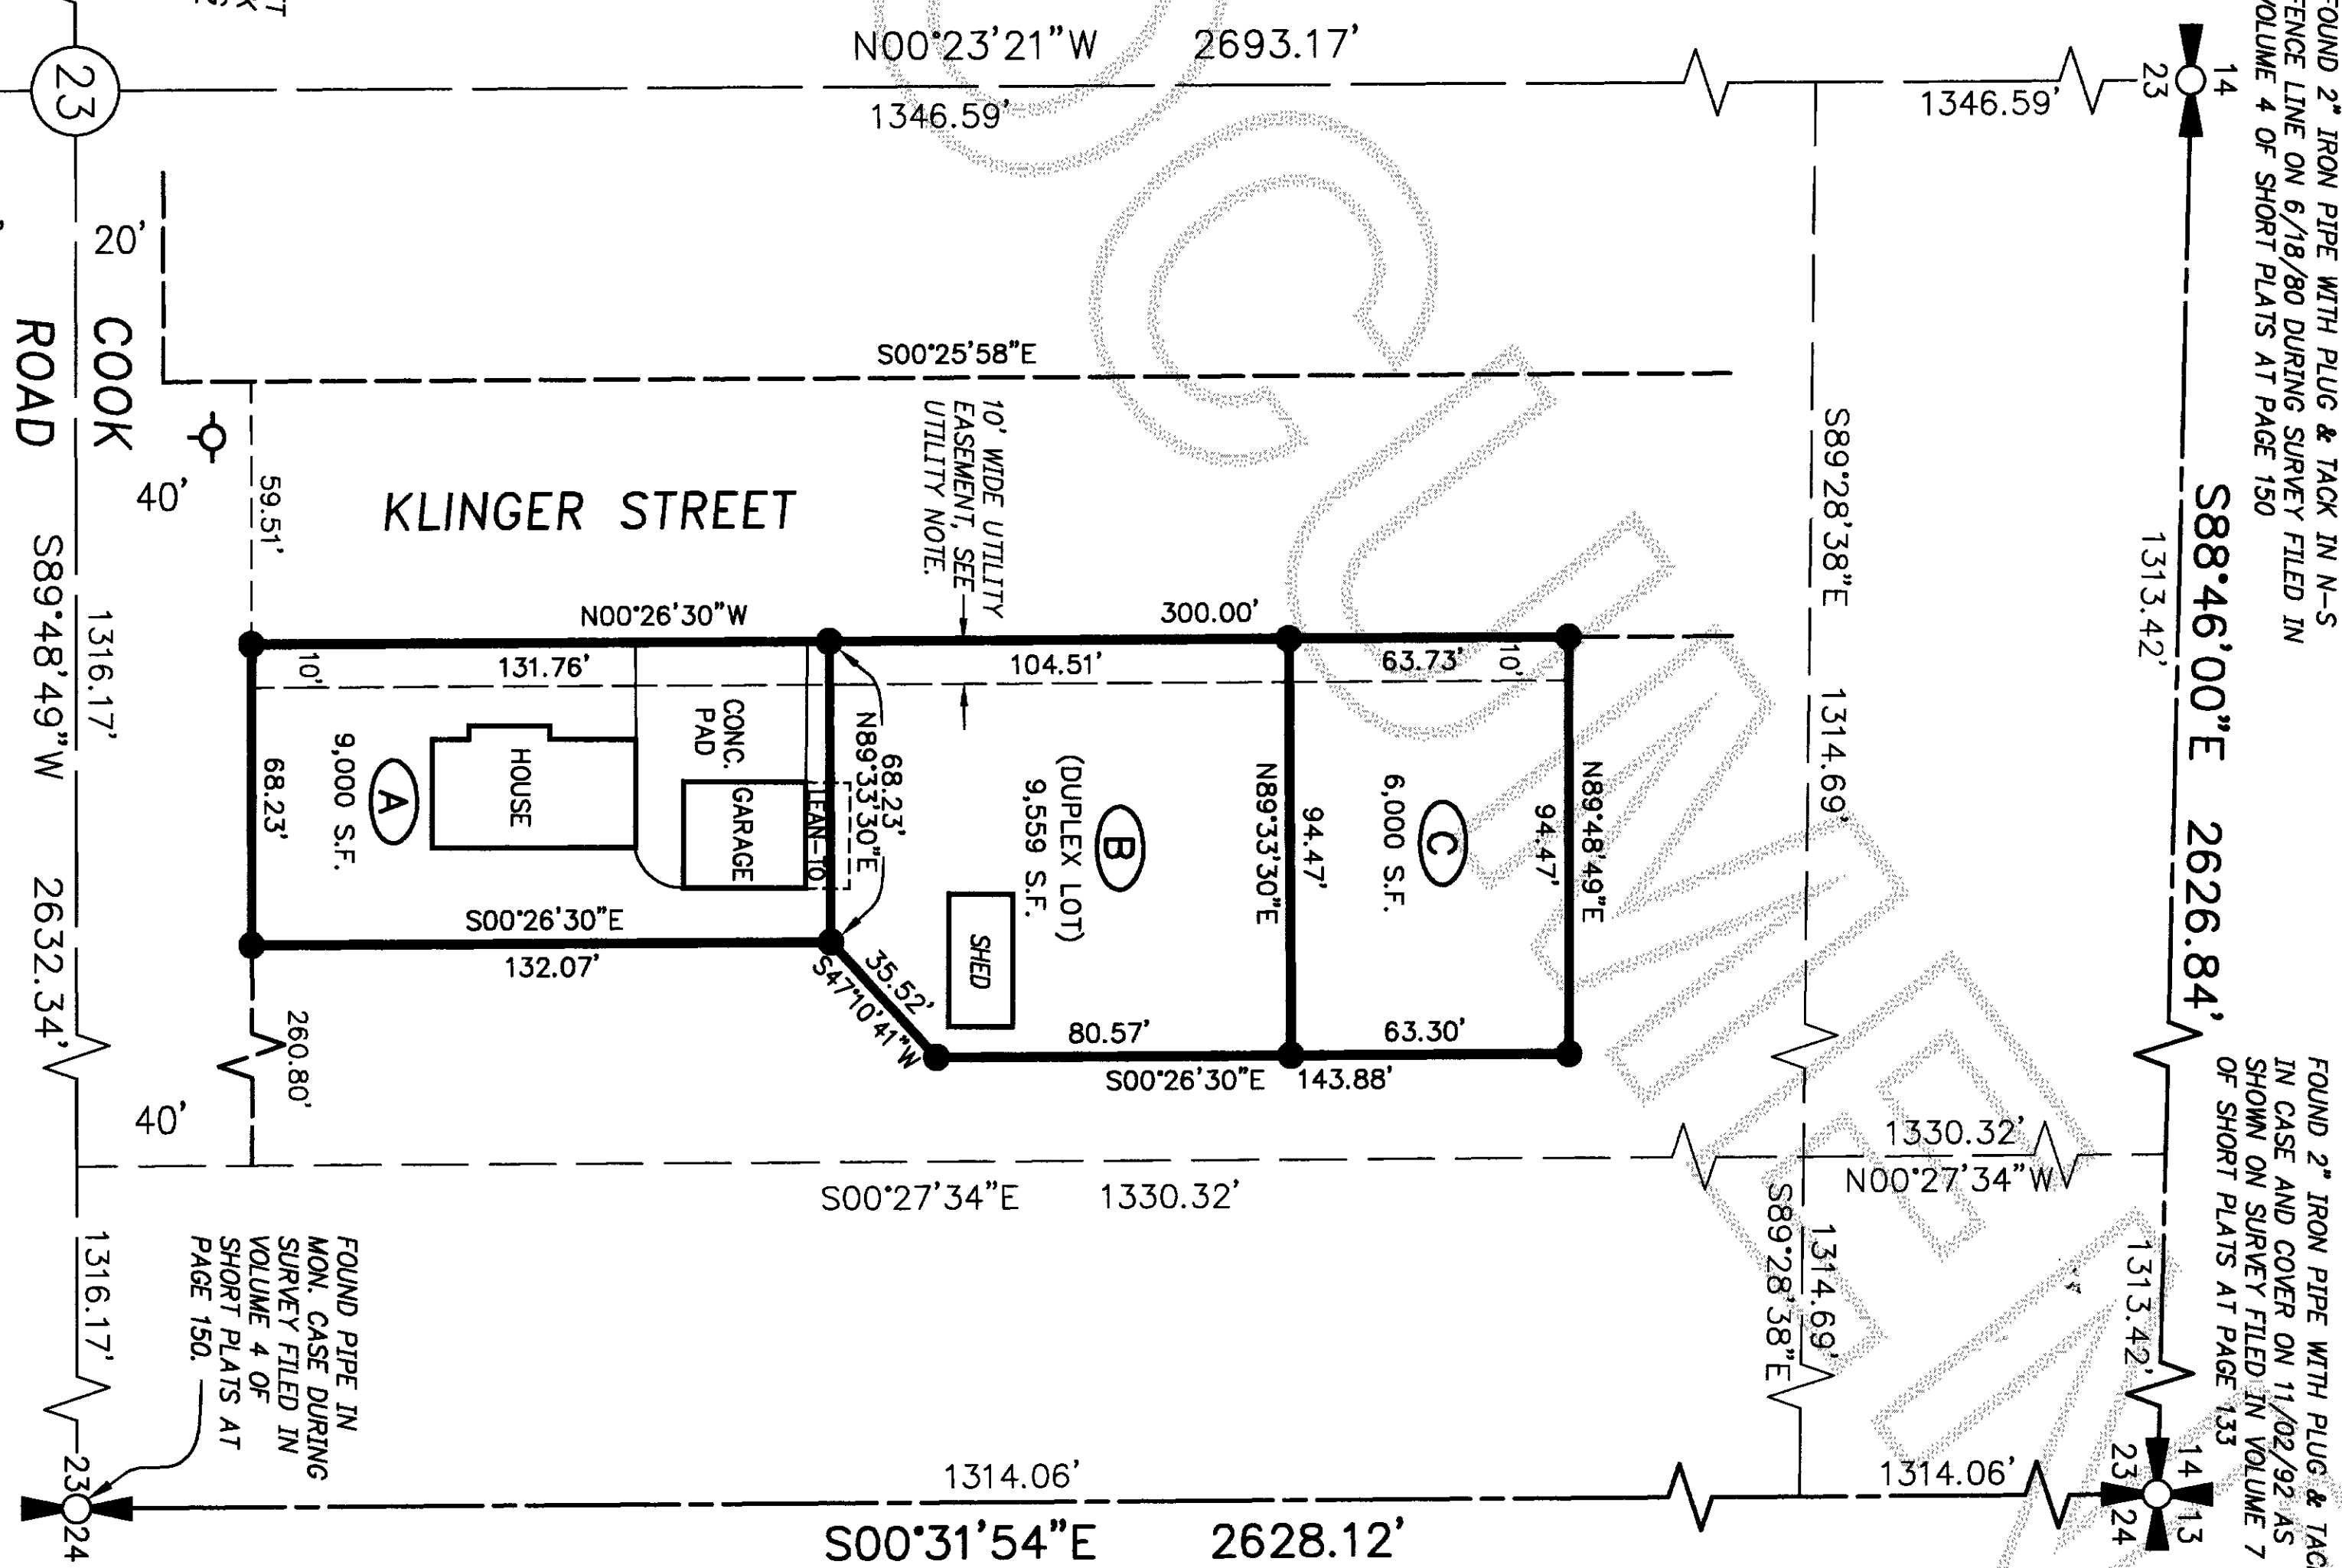 FOUND 2" IRON PIPE WITH PLUG & TACK IN N-S
FENCE LINE ON 6/18/80 DURING SURVEY FILED IN
VOLUME 4 OF SHORT PLATS AT PAGE 150
14
23
S88°46'00"E 2626.84'
1313.42'
1313.42'
FOUND 2" IRON PIPE WITH PLUG & TACK
IN CASE AND COVER ON 11/02/92 AS
SHOWN ON SURVEY FILED IN VOLUME 7
OF SHORT PLATS AT PAGE 133
14 13
23 24
N00°23'21"W 2693.17'
1346.59'
1346.59'
S89°28'38"E 1314.69'
1314.69'
S89°28'38"E
1330.32'
N00°27'34"W
S00°25'58"E
10' WIDE UTILITY
EASEMENT, SEE
UTILITY NOTE.
KLINGER STREET
59.51'
N00°26'30"W
300.00'
131.76'
104.51'
63.73'
10'
10'
N89°48'49"E
94.47'
C
6,000 S.F.
94.47'
N89°33'30"E
B
(DUPLEX LOT)
9,559 S.F.
SHED
68.23'
N89°33'30"E
LEAN-TO
CONC.
PAD
GARAGE
HOUSE
A
9,000 S.F.
68.23'
S00°26'30"E
132.07'
35.52'
S47°10'41"W
80.57'
63.30'
S00°26'30"E 143.88'
260.80'
S00°27'34"E 1330.32'
20'
40'
40'
23
COOK
ROAD
1316.17'
S89°48'49"W 2632.34'
1316.17'
FOUND PIPE IN
MON. CASE DURING
SURVEY FILED IN
VOLUME 4 OF
SHORT PLATS AT
PAGE 150.
23
24
1314.06'
1314.06'
S00°31'54"E 2628.12'